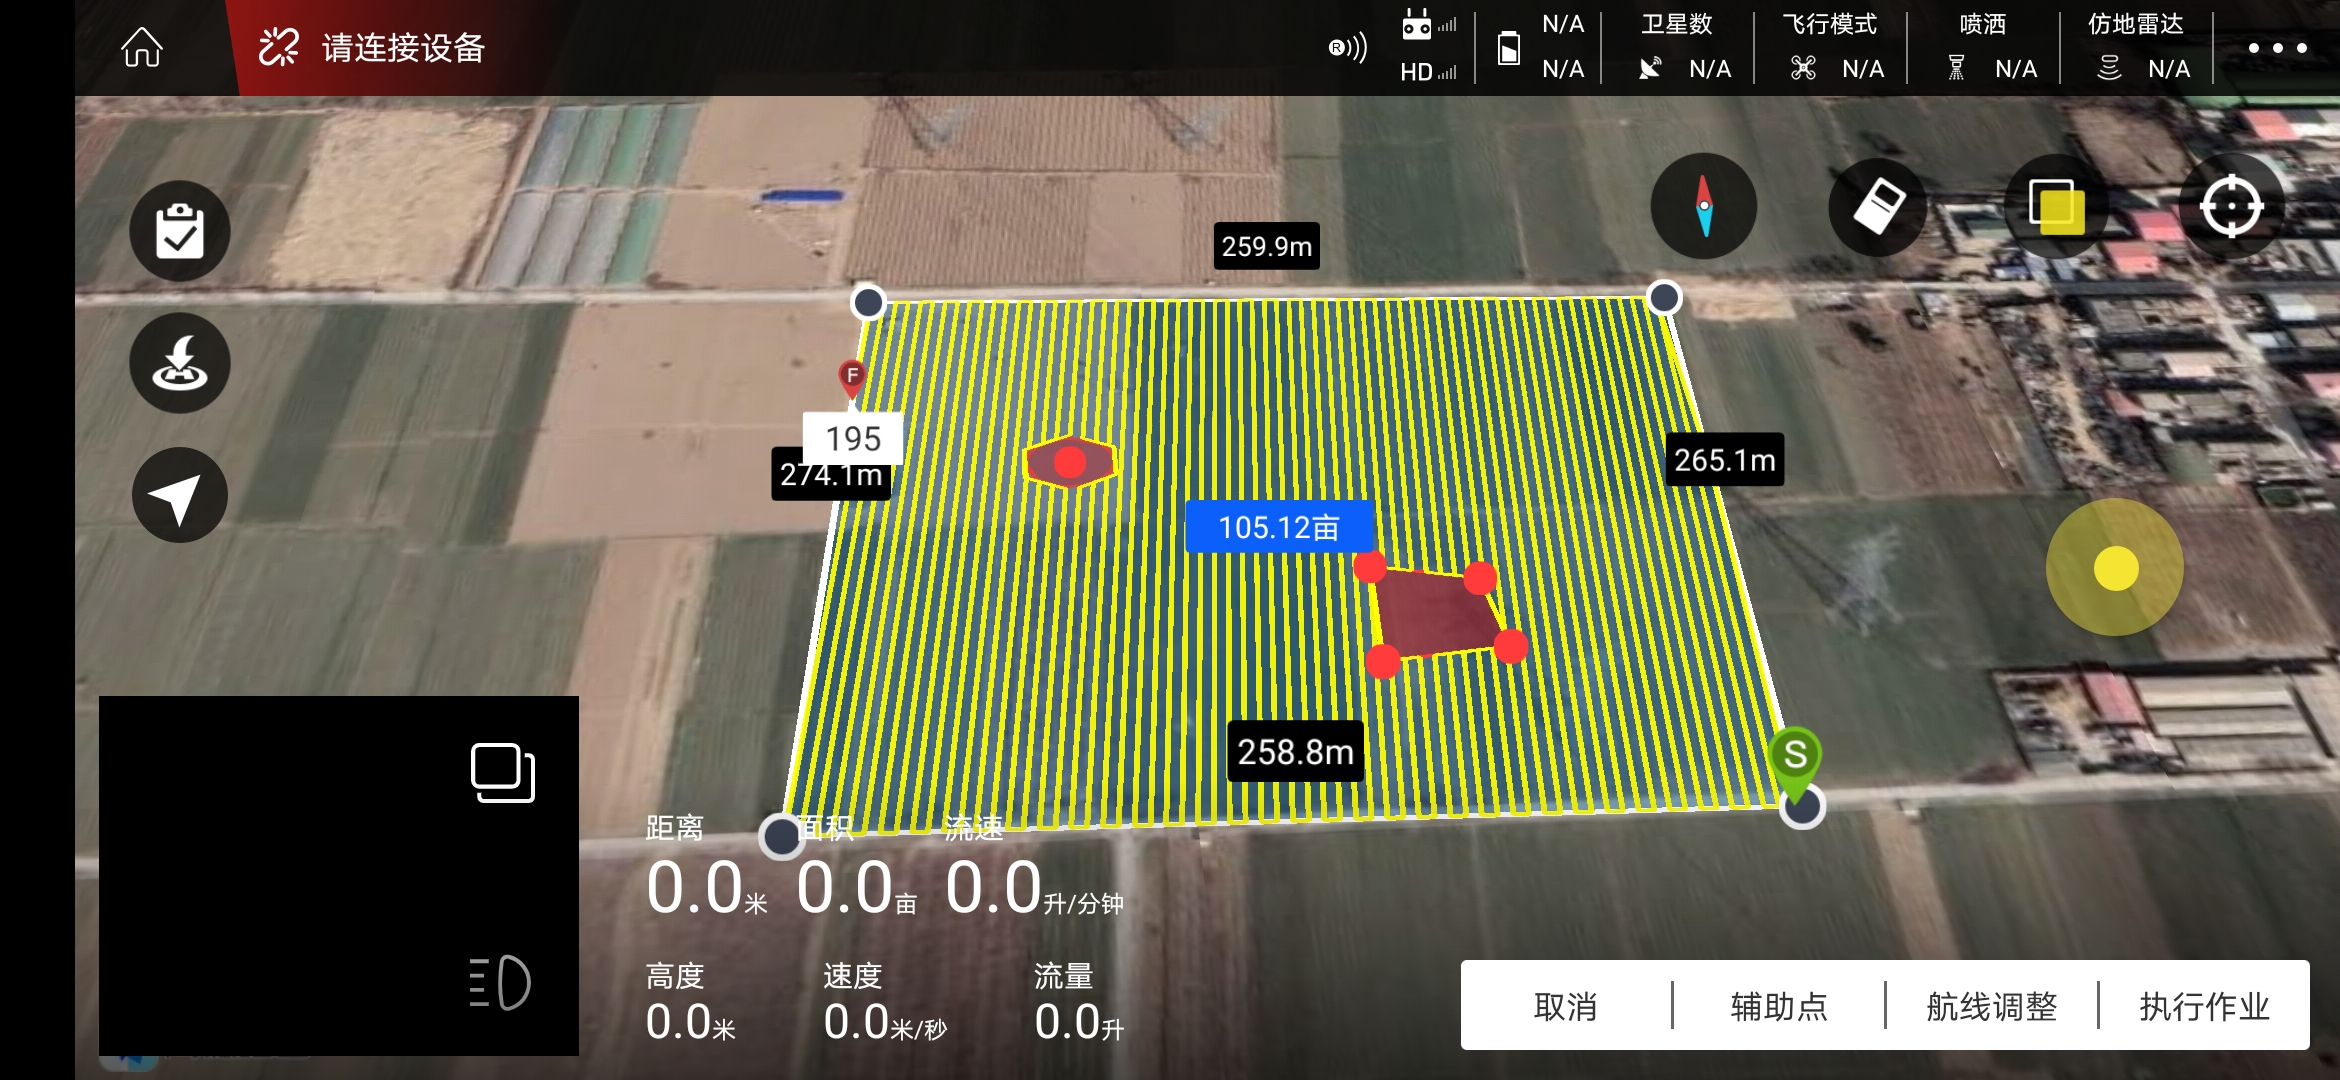 请连接设备
R
HD
N/A
N/A
卫星数
N/A
飞行模式
N/A
喷洒
N/A
仿地雷达
N/A
259.9m
F
195
274.1m
265.1m
105.12亩
258.8m
S
距离
0.0米
面积
0.0亩
流速
0.0升/分钟
高度
0.0米
速度
0.0米/秒
流量
0.0升
取消
辅助点
航线调整
执行作业